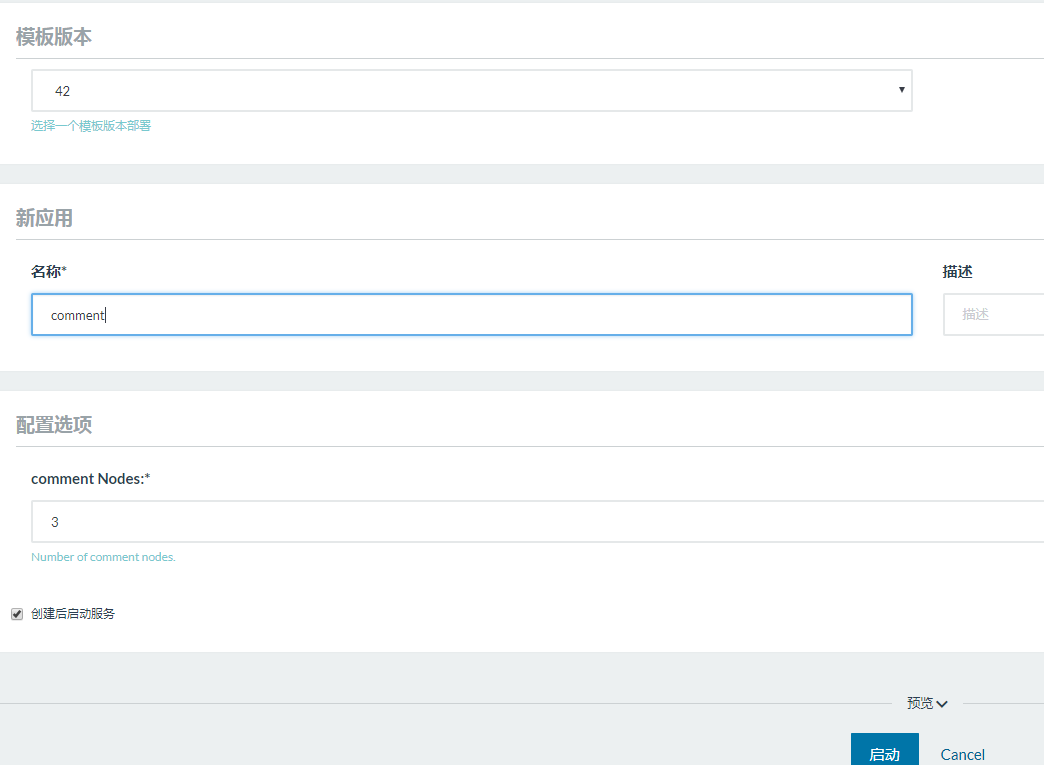 模板版本
42
选择一个模板版本部署
新应用
名称* 描述
comment 描述
配置选项
comment Nodes:*
3
Number of comment nodes.
创建后启动服务
预览
启动 Cancel